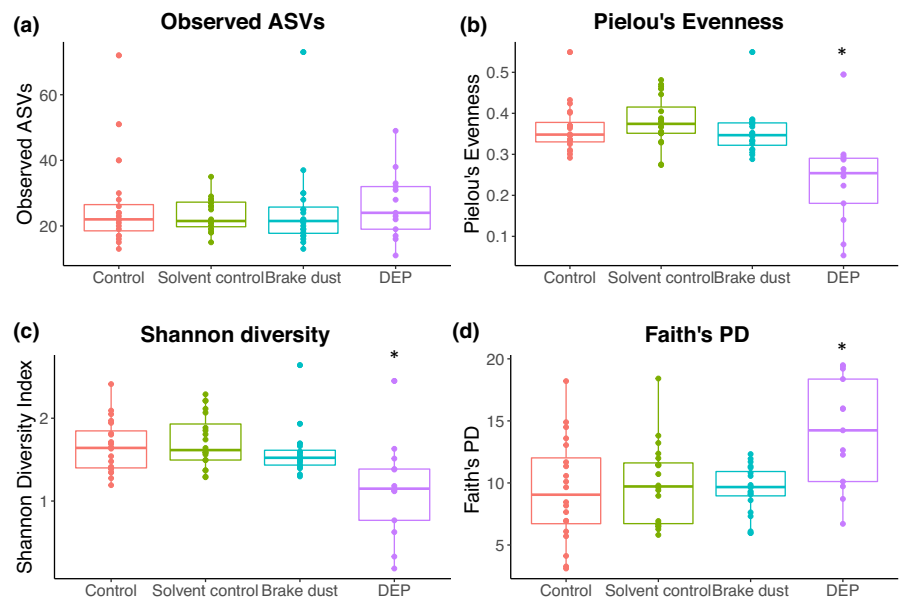 (a) Observed ASVs
Observed ASVs
60
40
20
Control Solvent control Brake dust DEP
(b) Pielou's Evenness
*
Pielou's Evenness
0.5
0.4
0.3
0.2
0.1
Control Solvent control Brake dust DEP
(c) Shannon diversity
*
Shannon Diversity Index
2
1
Control Solvent control Brake dust DEP
(d) Faith's PD
*
Faith's PD
20
15
10
5
Control Solvent control Brake dust DEP